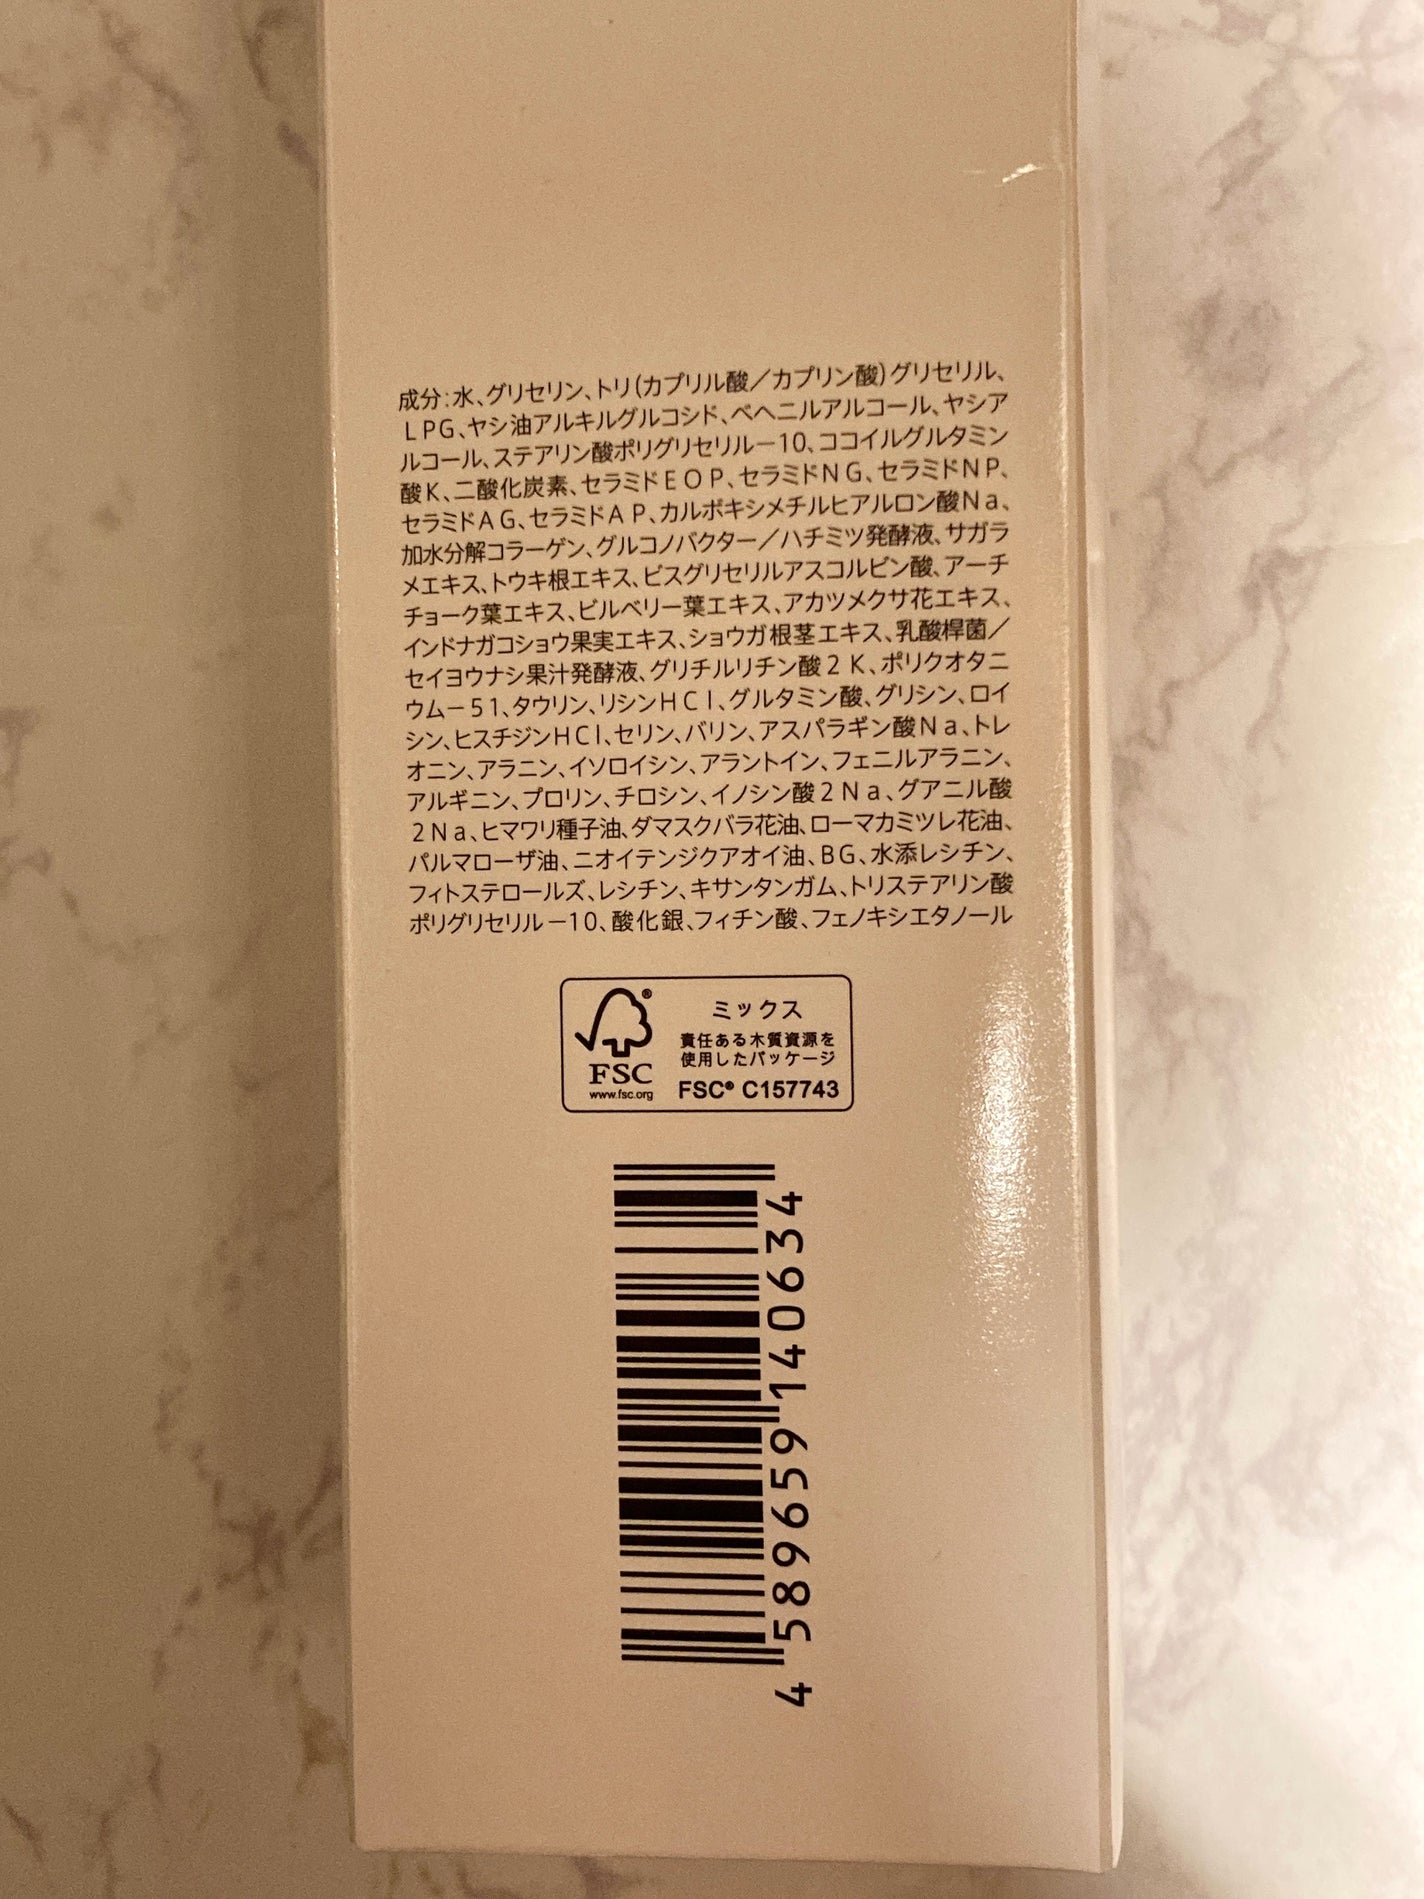 成分：水、グリセリン、トリ（カプリル酸／カプリン酸）グリセリル、
LPG、ヤシ油アルキルグルコシド、ベヘニルアルコール、ヤシア
ルコール、ステアリン酸ポリグリセリル－10、ココイルグルタミン
酸K、二酸化炭素、セラミドEOP、セラミドNG、セラミドNP、
セラミドAG、セラミドAP、カルボキシメチルヒアルロン酸Na、
加水分解コラーゲン、グルコノバクター／ハチミツ発酵液、サガラ
メエキス、トウキ根エキス、ビスグリセリルアスコルビン酸、アーチ
チョーク葉エキス、ビルベリー葉エキス、アカツメクサ花エキス、
インドナガコショウ果実エキス、ショウガ根茎エキス、乳酸桿菌／
セイヨウナシ果汁発酵液、グリチルリチン酸2K、ポリクオタニ
ウム－51、タウリン、リシンHCl、グルタミン酸、グリシン、ロイ
シン、ヒスチジンHCl、セリン、バリン、アスパラギン酸Na、トレ
オニン、アラニン、イソロイシン、アラントイン、フェニルアラニン、
アルギニン、プロリン、チロシン、イノシン酸2Na、グアニル酸
2Na、ヒマワリ種子油、ダマスクバラ花油、ローマカミツレ花油、
パルマローザ油、ニオイテンジクアオイ油、BG、水添レシチン、
フィトステロールズ、レシチン、キサンタンガム、トリステアリン酸
ポリグリセリル－10、酸化銀、フィチン酸、フェノキシエタノール
ミックス
責任ある木質資源を
使用したパッケージ
FSC® C157743
FSC
www.fsc.org
4 589659 140634